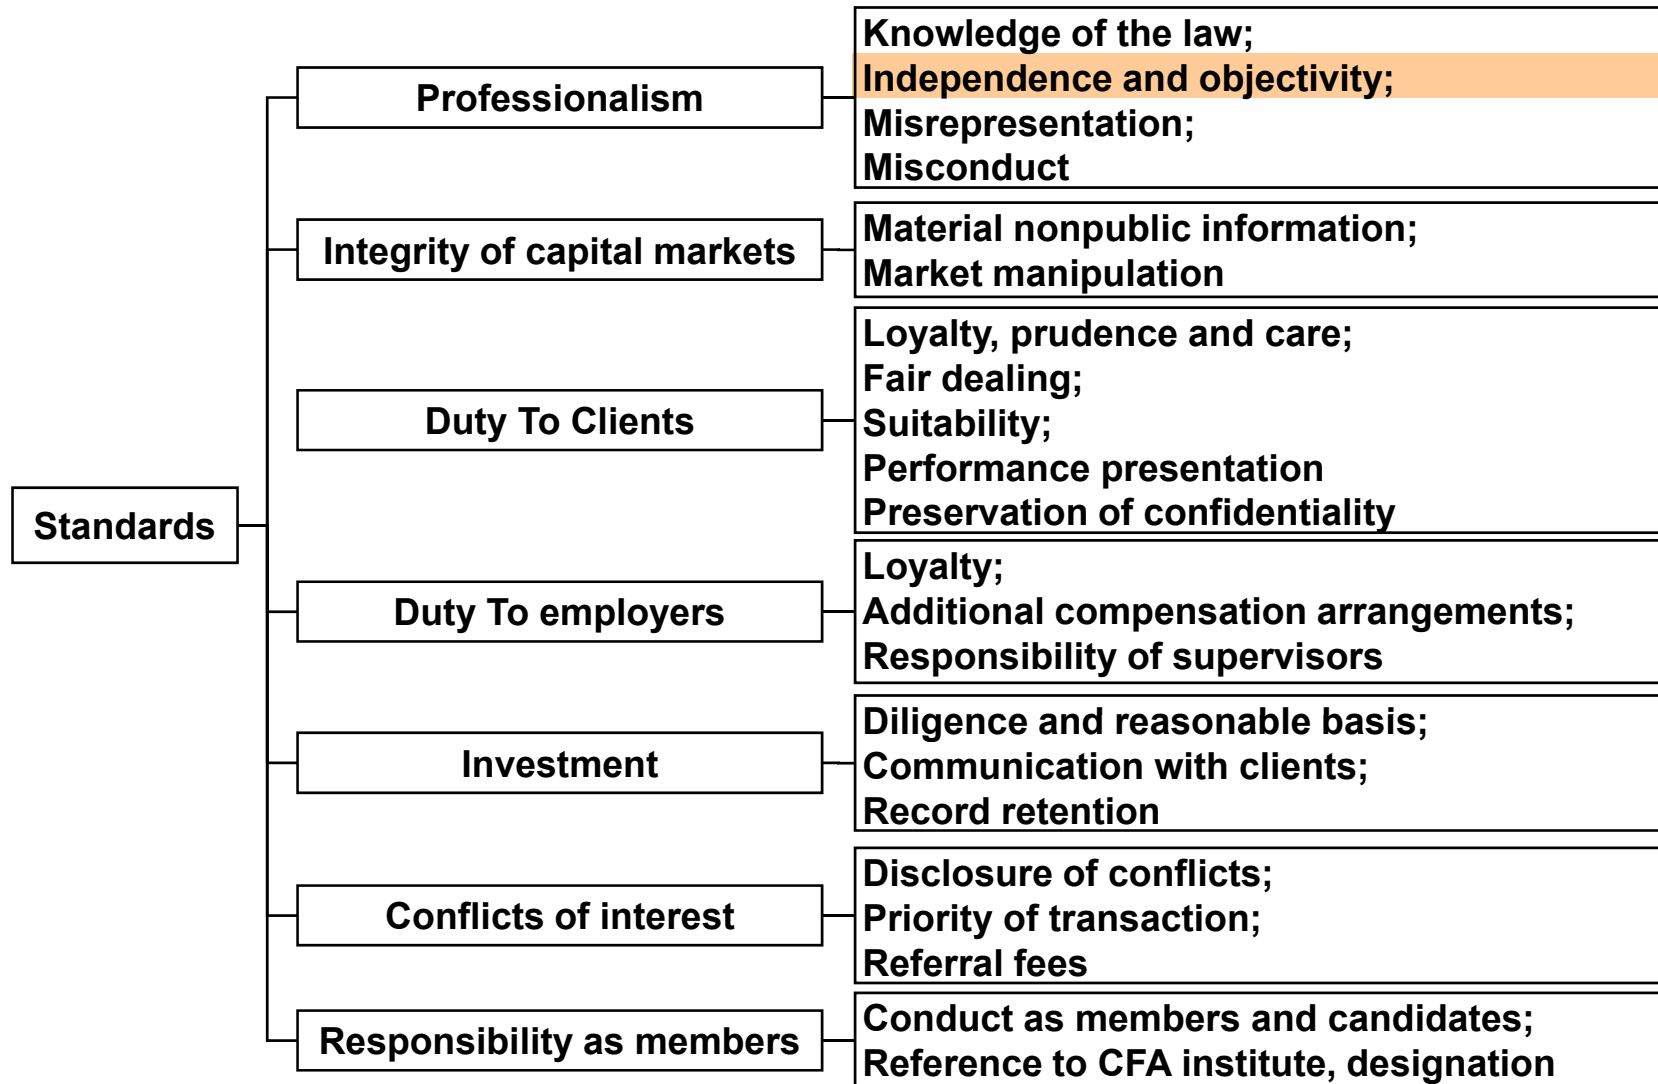 Standards
Professionalism
Knowledge of the law;
Independence and objectivity;
Misrepresentation;
Misconduct
Integrity of capital markets
Material nonpublic information;
Market manipulation
Duty To Clients
Loyalty, prudence and care;
Fair dealing;
Suitability;
Performance presentation
Preservation of confidentiality
Duty To employers
Loyalty;
Additional compensation arrangements;
Responsibility of supervisors
Investment
Diligence and reasonable basis;
Communication with clients;
Record retention
Conflicts of interest
Disclosure of conflicts;
Priority of transaction;
Referral fees
Responsibility as members
Conduct as members and candidates;
Reference to CFA institute, designation